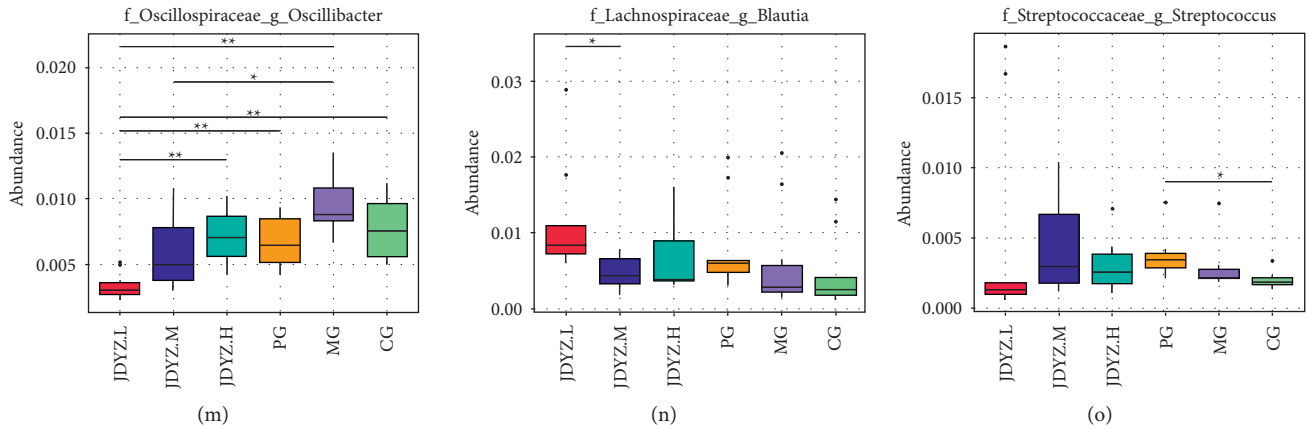 f_Oscillospiraceae_g_Oscillibacter
**
*
**
**
**
0.020
0.015
0.010
0.005
Abundance
JDYZ.L
JDYZ.M
JDYZ.H
PG
MG
CG
(m)
f_Lachnospiraceae_g_Blautia
*
0.03
0.02
0.01
0.00
Abundance
JDYZ.L
JDYZ.M
JDYZ.H
PG
MG
CG
(n)
f_Streptococcaceae_g_Streptococcus
*
0.015
0.010
0.005
0.000
Abundance
JDYZ.L
JDYZ.M
JDYZ.H
PG
MG
CG
(o)